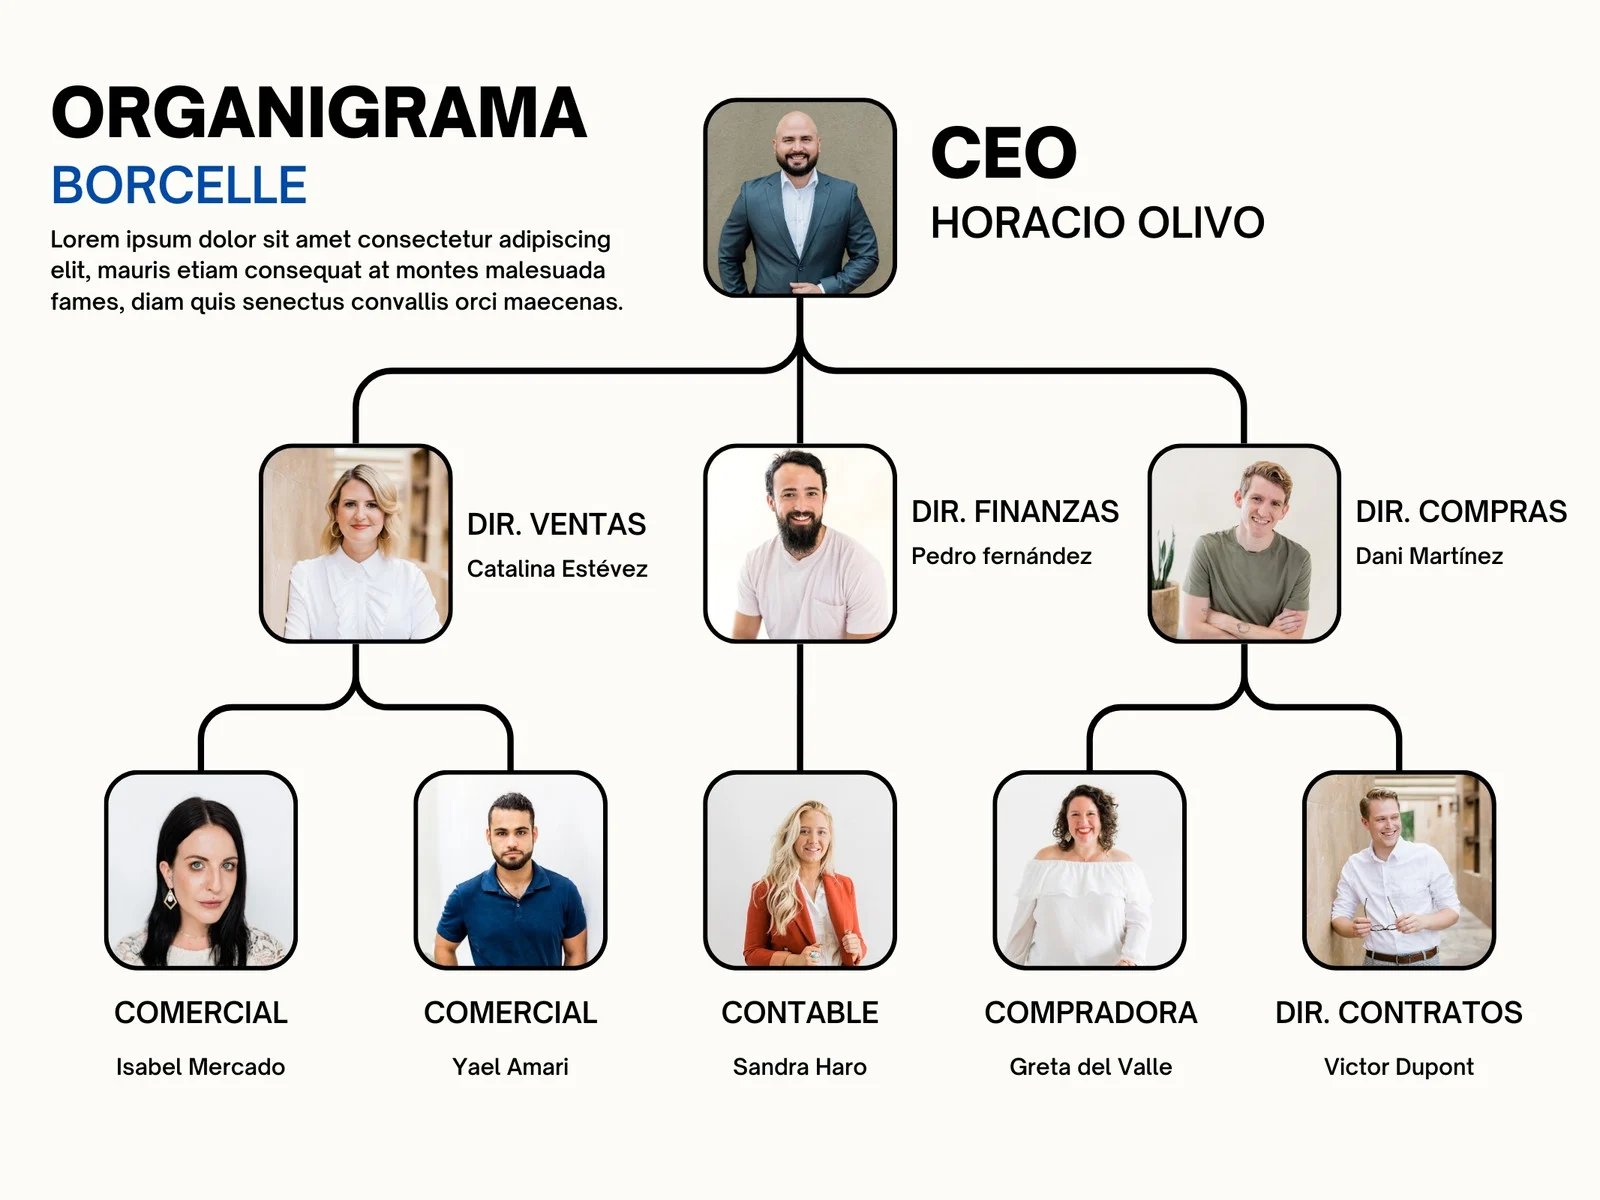 ORGANIGRAMA
BORCELLE
Lorem ipsum dolor sit amet consectetur adipiscing
elit, mauris etiam consequat at montes malesuada
fames, diam quis senectus convallis orci maecenas.
CEO
HORACIO OLIVO
DIR. VENTAS
Catalina Estévez
DIR. FINANZAS
Pedro fernández
DIR. COMPRAS
Dani Martínez
COMERCIAL
Isabel Mercado
COMERCIAL
Yael Amari
CONTABLE
Sandra Haro
COMPRADORA
Greta del Valle
DIR. CONTRATOS
Victor Dupont